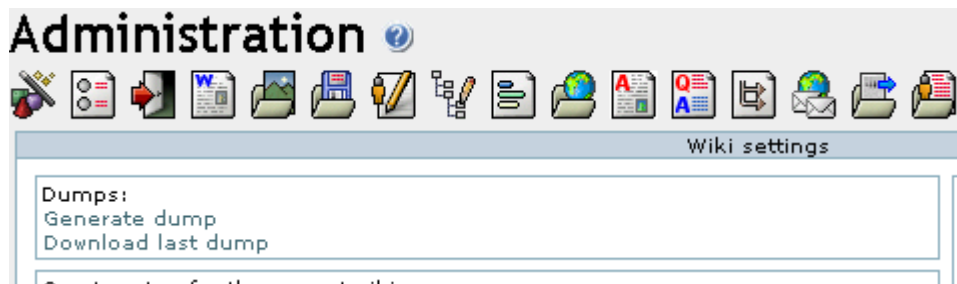 Administration
Wiki settings
Dumps:
Generate dump
Download last dump